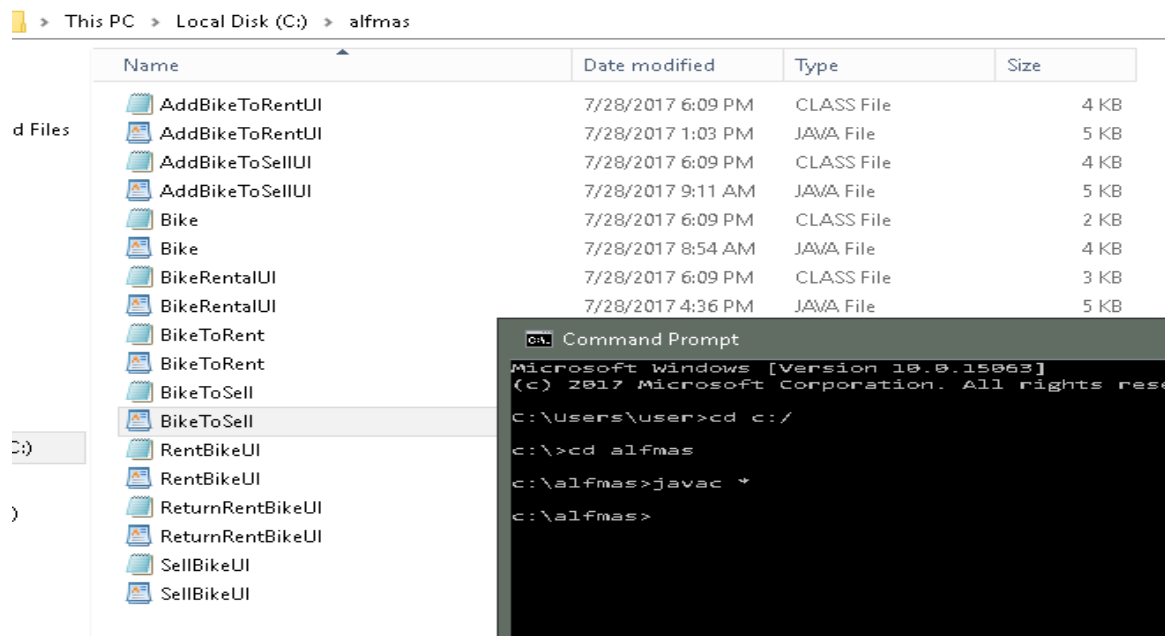 This PC > Local Disk (C:) > alfmas
Name Date modified Type Size
AddBikeToRentUI 7/28/2017 6:09 PM CLASS File 4 KB
d Files AddBikeToRentUI 7/28/2017 1:03 PM JAVA File 5 KB
AddBikeToSellUI 7/28/2017 6:09 PM CLASS File 4 KB
AddBikeToSellUI 7/28/2017 9:11 AM JAVA File 5 KB
Bike 7/28/2017 6:09 PM CLASS File 2 KB
Bike 7/28/2017 8:54 AM JAVA File 4 KB
BikeRentalUI 7/28/2017 6:09 PM CLASS File 3 KB
BikeRentalUI 7/28/2017 4:36 PM JAVA File 5 KB
BikeToRent
BikeToRent
BikeToSell
BikeToSell
C:) RentBikeUI
RentBikeUI
) ReturnRentBikeUI
ReturnRentBikeUI
SellBikeUI
SellBikeUI
C:\. Command Prompt
Microsoft Windows [Version 10.0.15063]
(c) 2017 Microsoft Corporation. All rights rese
C:\Users\user>cd c:/
c:\>cd alfmas
c:\alfmas>javac *
c:\alfmas>